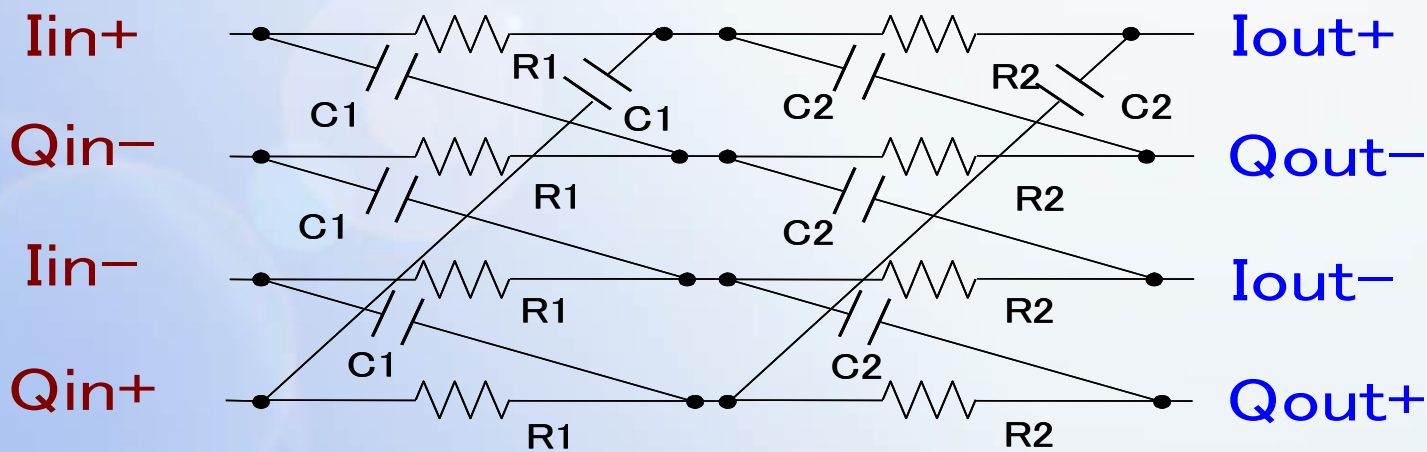 Iin+
R1
R2
Iout+
C1
C1
C2
C2
Qin−
Qout−
R1
R2
C1
C2
Iin−
Iout−
R1
R2
C1
C2
Qin+
Qout+
R1
R2